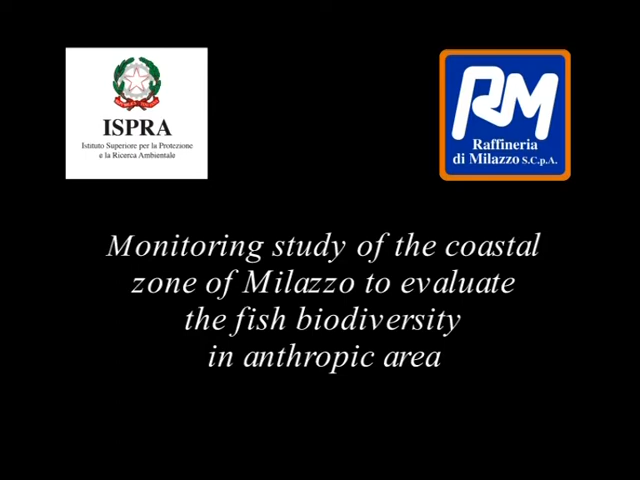 ISPRA
Istituto Superiore per la Protezione
e la Ricerca Ambientale
RM
Raffineria
di Milazzo S.C.p.A.
Monitoring study of the coastal
zone of Milazzo to evaluate
the fish biodiversity
in anthropic area